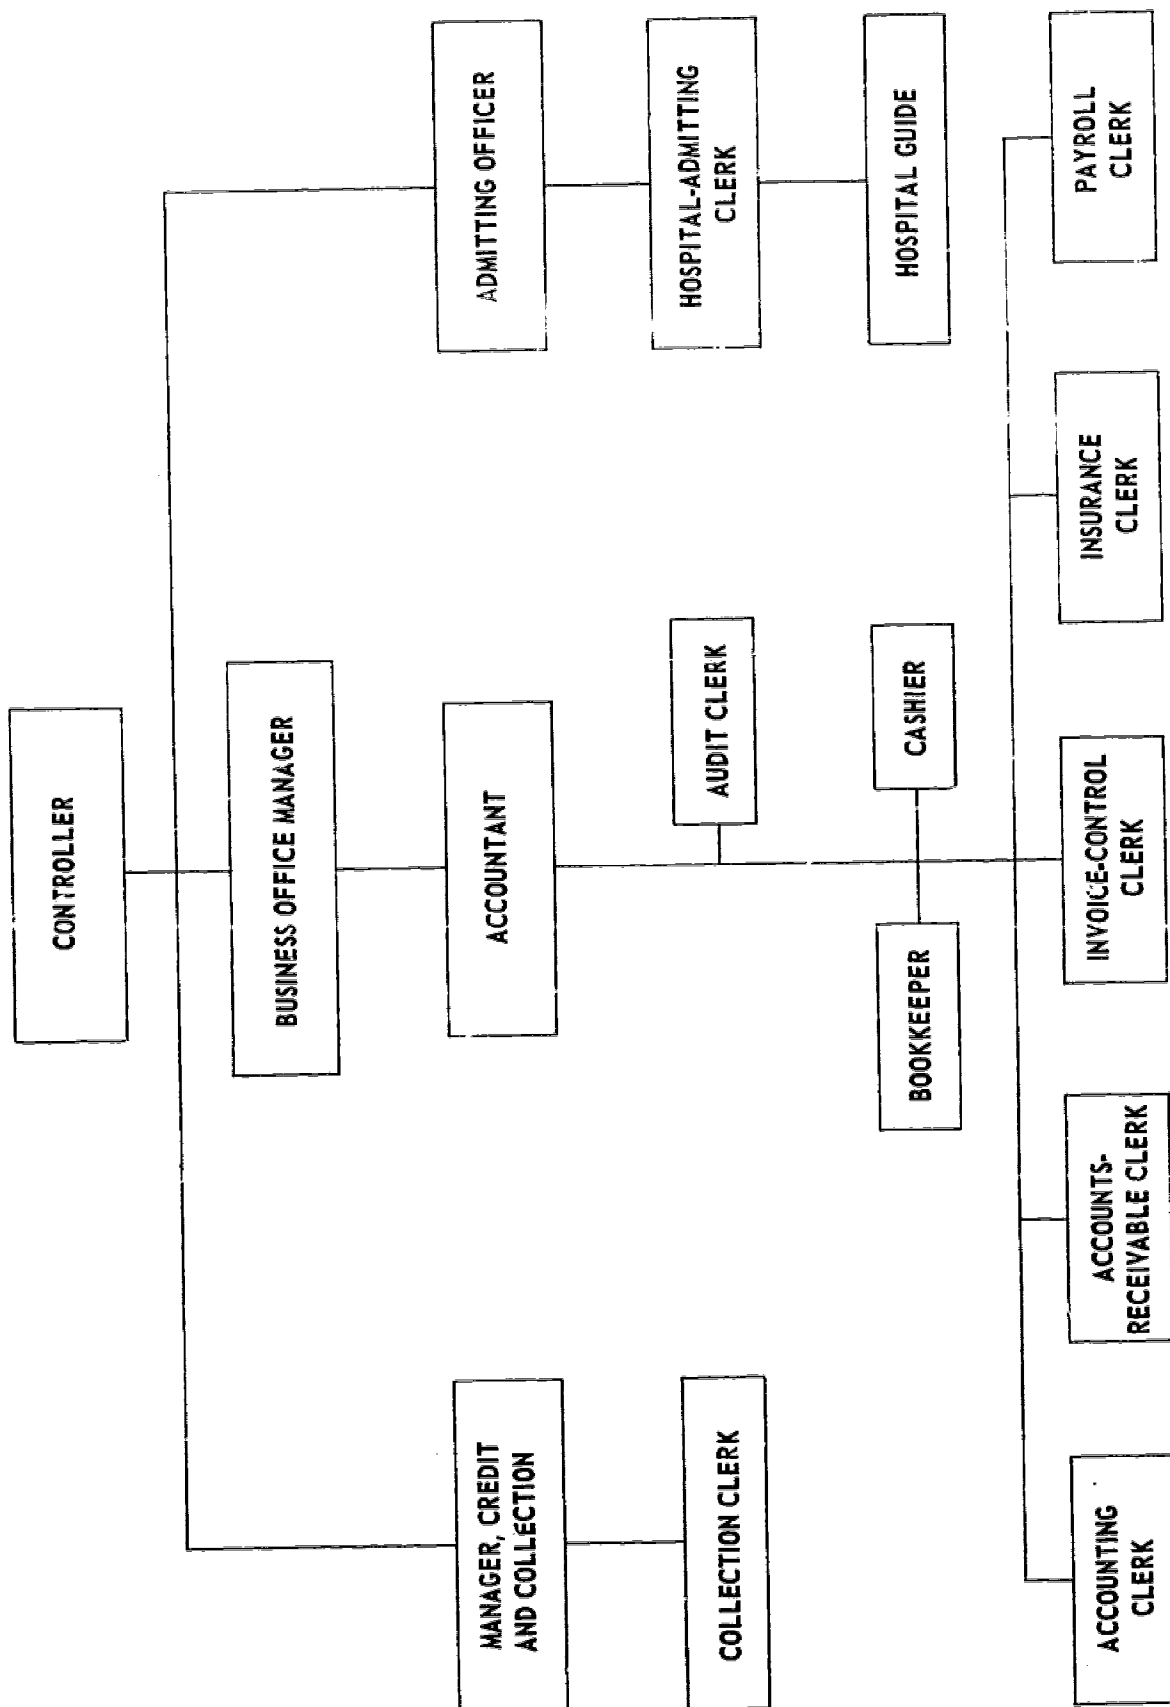 CONTROLLER
BUSINESS OFFICE MANAGER
MANAGER, CREDIT
AND COLLECTION
ACCOUNTANT
ADMITTING OFFICER
COLLECTION CLERK
AUDIT CLERK
HOSPITAL-ADMITTING
CLERK
BOOKKEEPER
CASHIER
HOSPITAL GUIDE
ACCOUNTING
CLERK
ACCOUNTS-
RECEIVABLE CLERK
INVOICE-CONTROL
CLERK
INSURANCE
CLERK
PAYROLL
CLERK